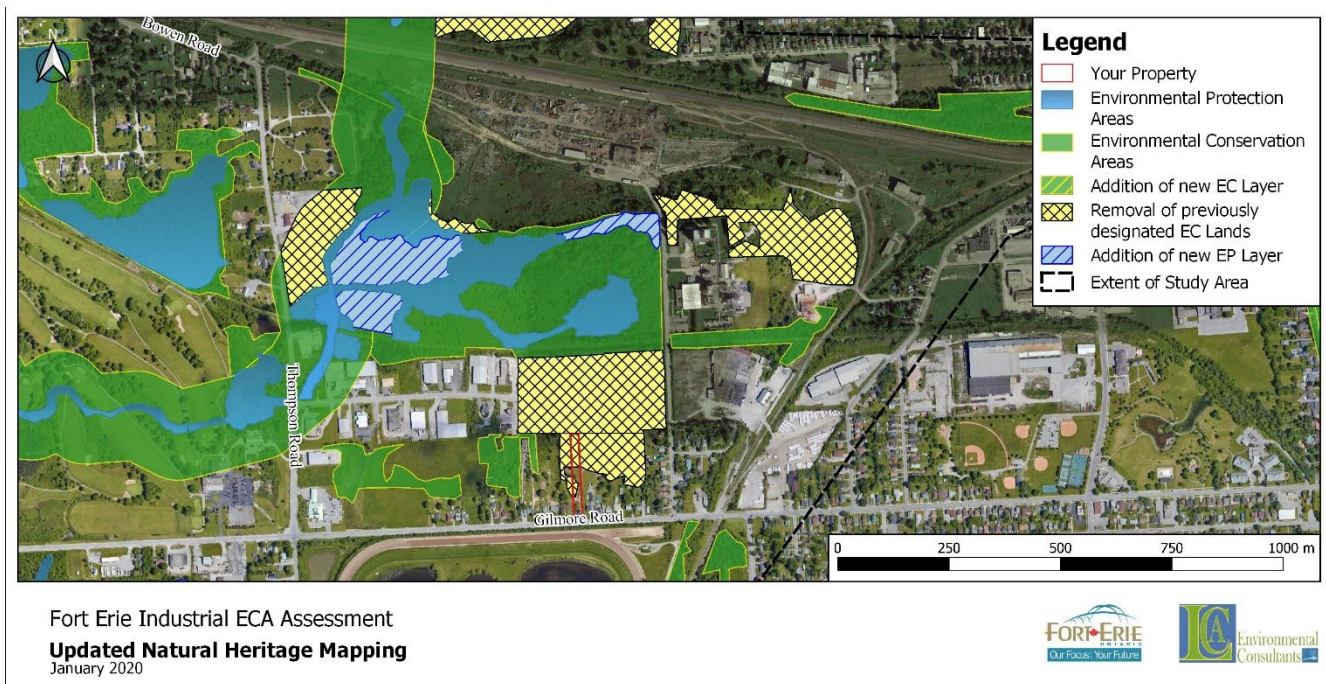 Bowen Road
N
Legend
Your Property
Environmental Protection
Areas
Environmental Conservation
Areas
Addition of new EC Layer
Removal of previously
designated EC Lands
Addition of new EP Layer
Extent of Study Area
Thompson Road
Gilmore Road
0 250 500 750 1000 m
Fort Erie Industrial ECA Assessment
Updated Natural Heritage Mapping
January 2020
FORT ERIE
ONTARIO
Our Focus: Your Future
LCA
Environmental
Consultants